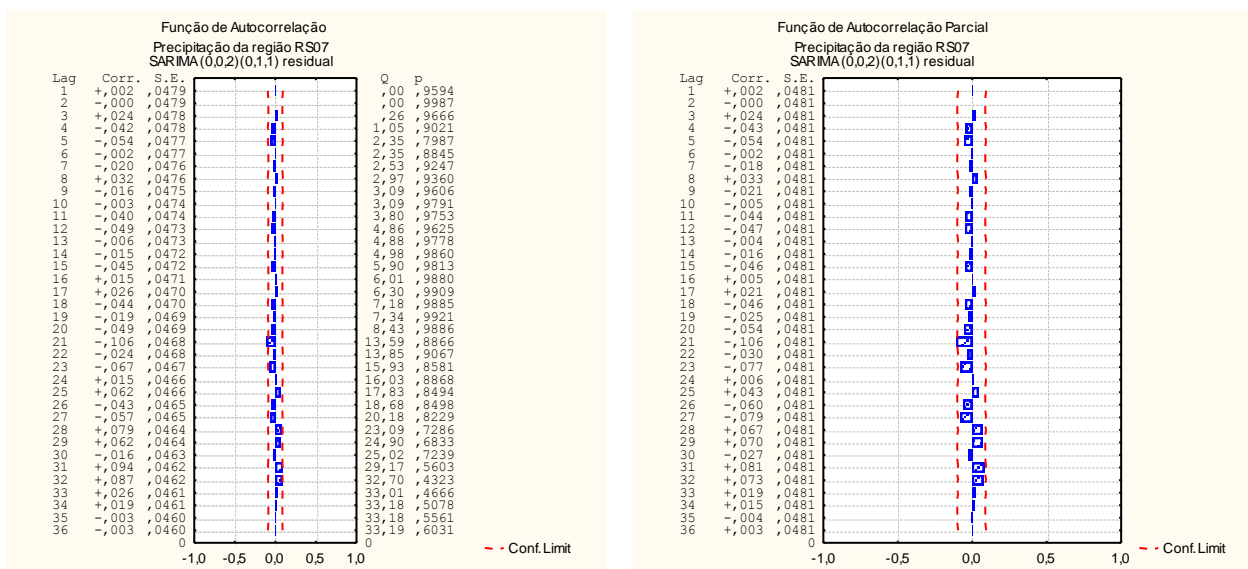 Função de Autocorrelação
Precipitação da região RS07
SARIMA(0,0,2)(0,1,1) residual
Lag Corr. S.E. Q p
1 +,002 ,0479 ,00 ,9594
2 -,000 ,0479 ,00 ,9987
3 +,024 ,0478 ,26 ,9666
4 -,042 ,0478 1,05 ,9021
5 -,054 ,0477 2,35 ,7987
6 -,002 ,0477 2,35 ,8845
7 -,020 ,0476 2,53 ,9247
8 +,032 ,0476 2,97 ,9360
9 -,016 ,0475 3,09 ,9606
10 -,003 ,0474 3,09 ,9791
11 -,040 ,0474 3,80 ,9753
12 -,049 ,0473 4,86 ,9625
13 -,006 ,0473 4,88 ,9778
14 -,015 ,0472 4,98 ,9860
15 -,045 ,0472 5,90 ,9813
16 +,015 ,0471 6,01 ,9880
17 +,026 ,0470 6,30 ,9909
18 -,044 ,0470 7,18 ,9885
19 -,019 ,0469 7,34 ,9921
20 -,049 ,0469 8,43 ,9886
21 -,106 ,0468 13,59 ,8866
22 -,024 ,0468 13,85 ,9067
23 -,067 ,0467 15,93 ,8581
24 +,015 ,0466 16,03 ,8868
25 +,062 ,0466 17,83 ,8494
26 -,043 ,0465 18,68 ,8498
27 -,057 ,0465 20,18 ,8229
28 +,079 ,0464 23,09 ,7286
29 +,062 ,0464 24,90 ,6833
30 -,016 ,0463 25,02 ,7239
31 +,094 ,0462 29,17 ,5603
32 +,087 ,0462 32,70 ,4323
33 +,026 ,0461 33,01 ,4666
34 +,019 ,0461 33,18 ,5078
35 -,003 ,0460 33,18 ,5561
36 -,003 ,0460 33,19 ,6031
0 0
-1,0 -0,5 0,0 0,5 1,0
Conf. Limit
Função de Autocorrelação Parcial
Precipitação da região RS07
SARIMA(0,0,2)(0,1,1) residual
Lag Corr. S.E.
1 +,002 ,0481
2 -,000 ,0481
3 +,024 ,0481
4 -,043 ,0481
5 -,054 ,0481
6 -,002 ,0481
7 -,018 ,0481
8 +,033 ,0481
9 -,021 ,0481
10 -,005 ,0481
11 -,044 ,0481
12 -,047 ,0481
13 -,004 ,0481
14 -,016 ,0481
15 -,046 ,0481
16 +,005 ,0481
17 +,021 ,0481
18 -,046 ,0481
19 -,025 ,0481
20 -,054 ,0481
21 -,106 ,0481
22 -,030 ,0481
23 -,077 ,0481
24 +,006 ,0481
25 +,043 ,0481
26 -,060 ,0481
27 -,079 ,0481
28 +,067 ,0481
29 +,070 ,0481
30 -,027 ,0481
31 +,081 ,0481
32 +,073 ,0481
33 +,019 ,0481
34 +,015 ,0481
35 -,004 ,0481
36 +,003 ,0481
0
-1,0 -0,5 0,0 0,5 1,0
Conf. Limit